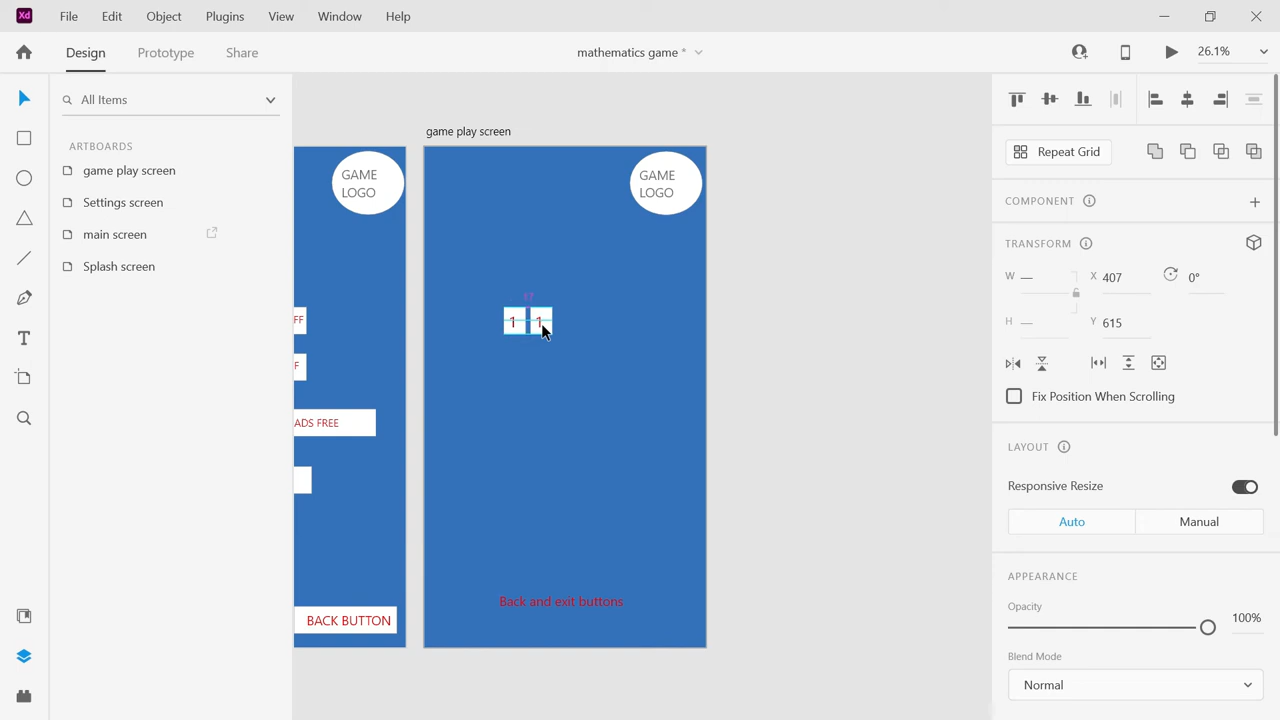 Xd File Edit Object Plugins View Window Help
Design Prototype Share mathematics game * 26.1%
All Items
ARTBOARDS
game play screen
Settings screen
main screen
Splash screen
GAME
LOGO
FF
F
ADS FREE
BACK BUTTON
game play screen
GAME
LOGO
1 1
Back and exit buttons
Repeat Grid
COMPONENT
TRANSFORM
W — X 407 0°
H — Y 615
Fix Position When Scrolling
LAYOUT
Responsive Resize
Auto Manual
APPEARANCE
Opacity
100%
Blend Mode
Normal